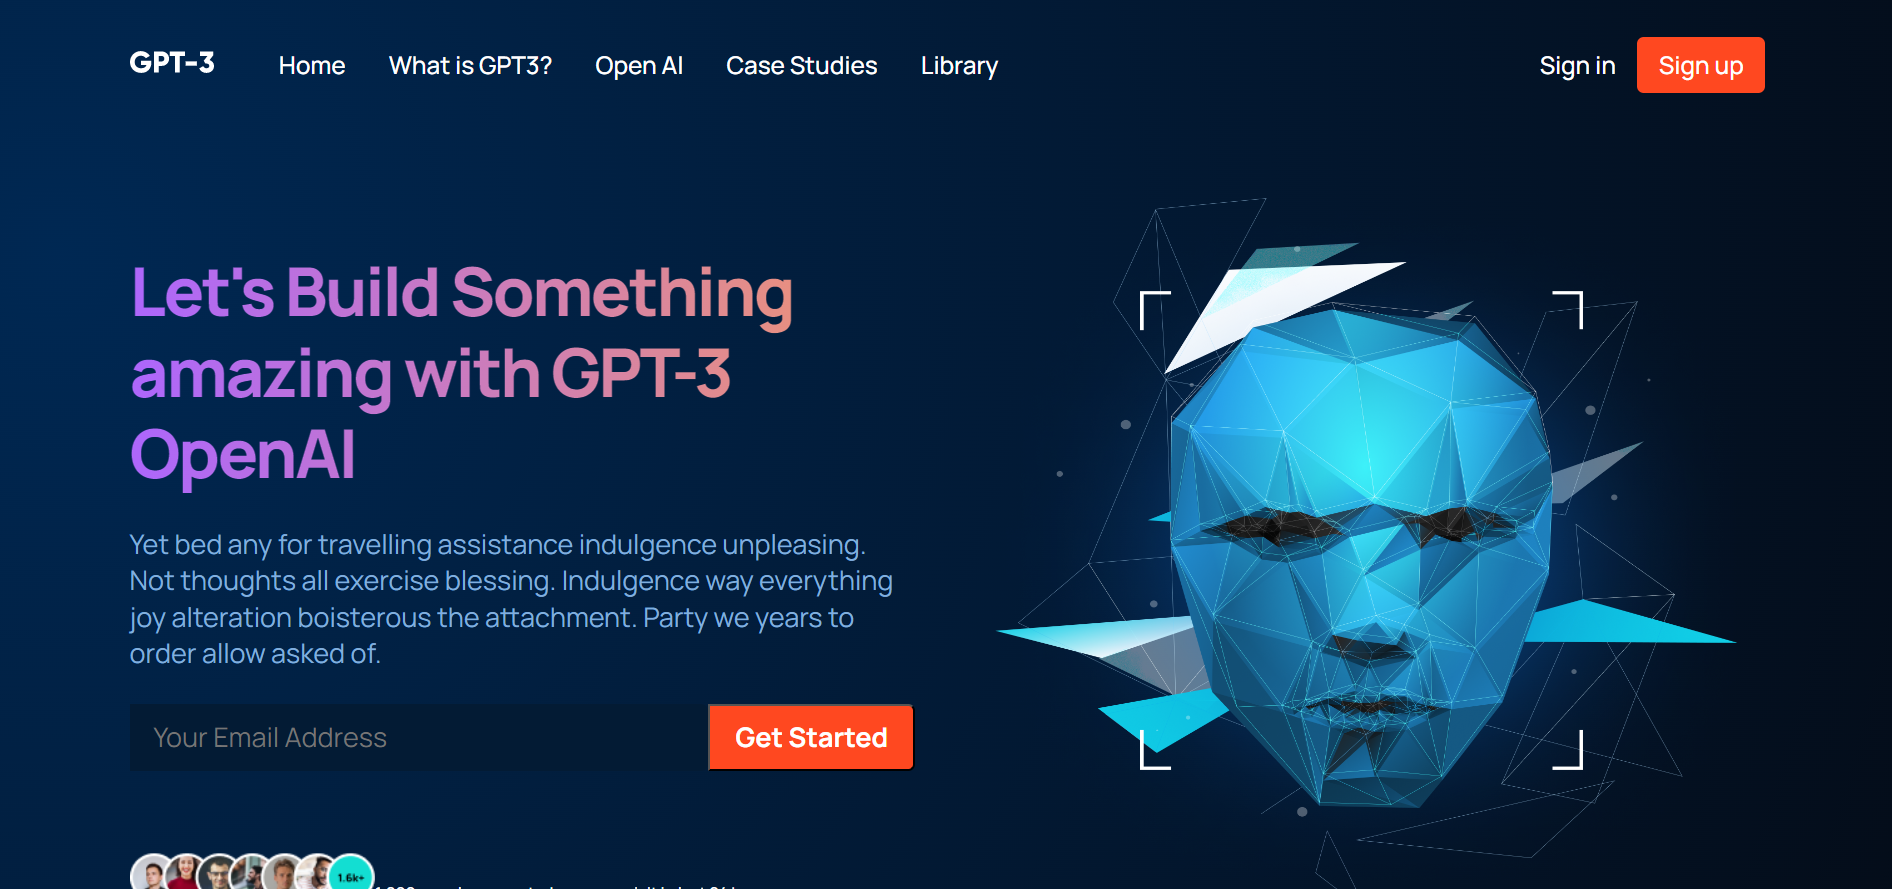 GPT-3
Home What is GPT3? Open AI Case Studies Library
Sign in Sign up
Let's Build Something
amazing with GPT-3
OpenAI
Yet bed any for travelling assistance indulgence unpleasing.
Not thoughts all exercise blessing. Indulgence way everything
joy alteration boisterous the attachment. Party we years to
order allow asked of.
Your Email Address Get Started
1.6k+